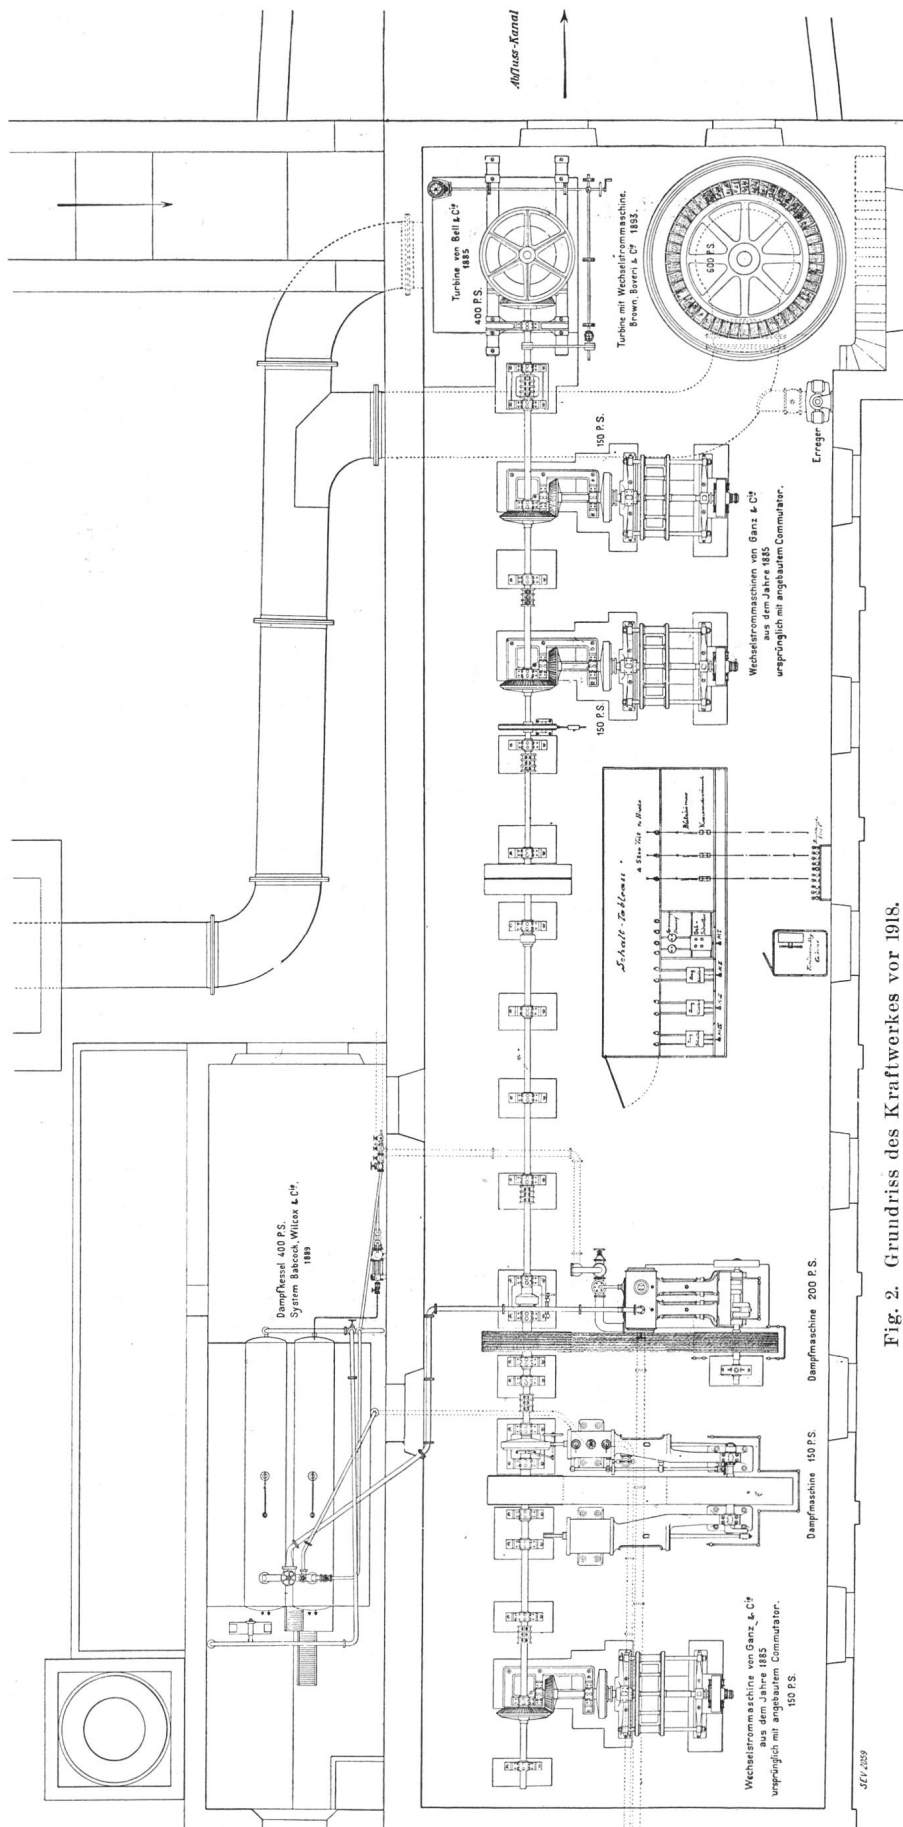 Abfluss-Kanal
Turbine von Bell & Cie
1885
400 P.S.
Turbine mit Wechselstrommaschine.
Brown, Boveri & Cie 1893.
600 P.S.
Erreger
150 P.S.
Wechselstrommaschinen von Ganz & Cie
aus dem Jahre 1885
ursprünglich mit angebautem Commutator.
150 P.S.
Schalt-Tableau
Dampfkessel 400 P.S.
System Babcock, Wilcox & Cie.
1889
Dampfmaschine 200 P.S.
Dampfmaschine 150 P.S.
Wechselstrommaschine von Ganz & Cie
aus dem Jahre 1885
ursprünglich mit angebautem Commutator.
150 P.S.
SEV 2059
Fig. 2. Grundriss des Kraftwerkes vor 1918.